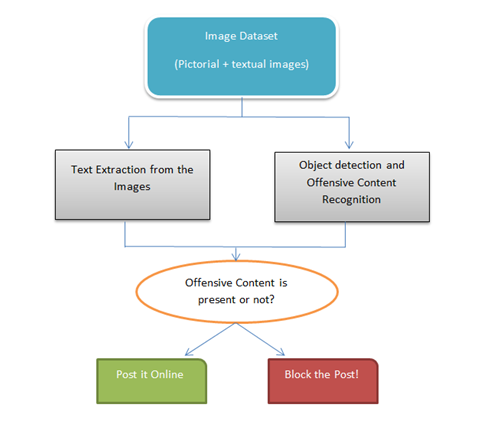 Image Dataset
(Pictorial + textual images)
Text Extraction from the
Images
Object detection and
Offensive Content
Recognition
Offensive Content is
present or not?
Post it Online
Block the Post!